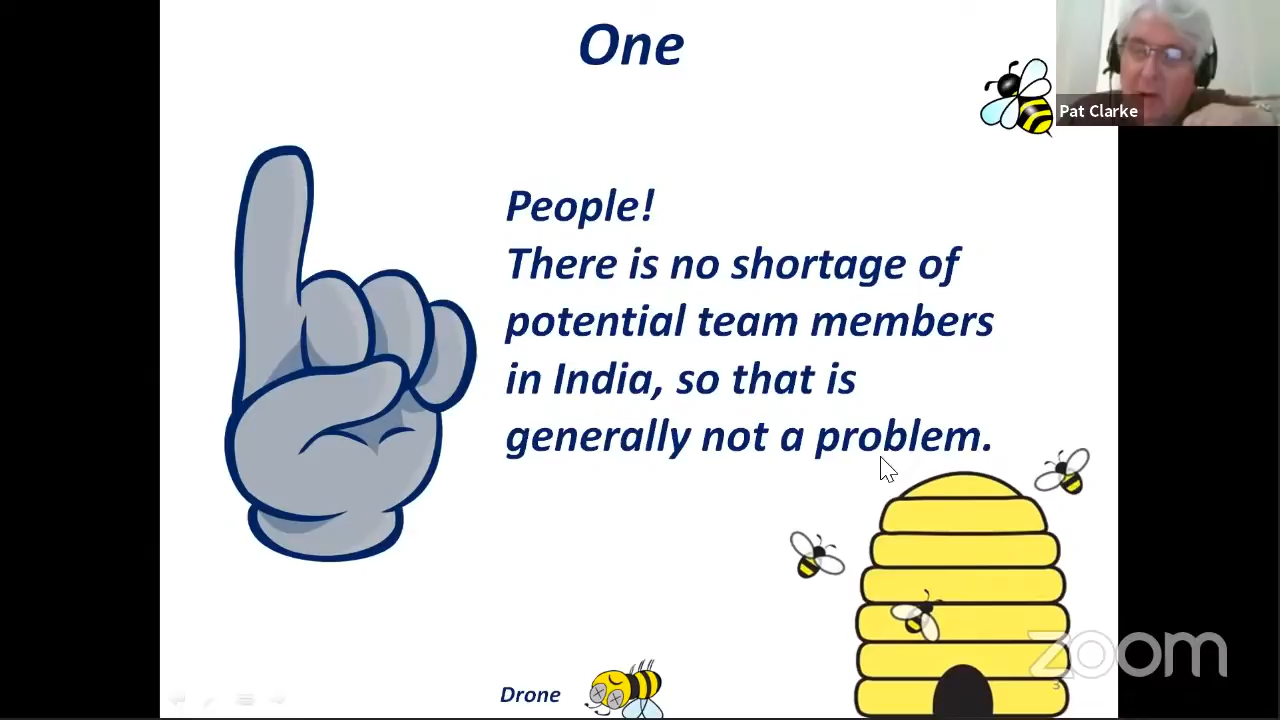 One
Pat Clarke
People!
There is no shortage of
potential team members
in India, so that is
generally not a problem.
zoom
3
Drone